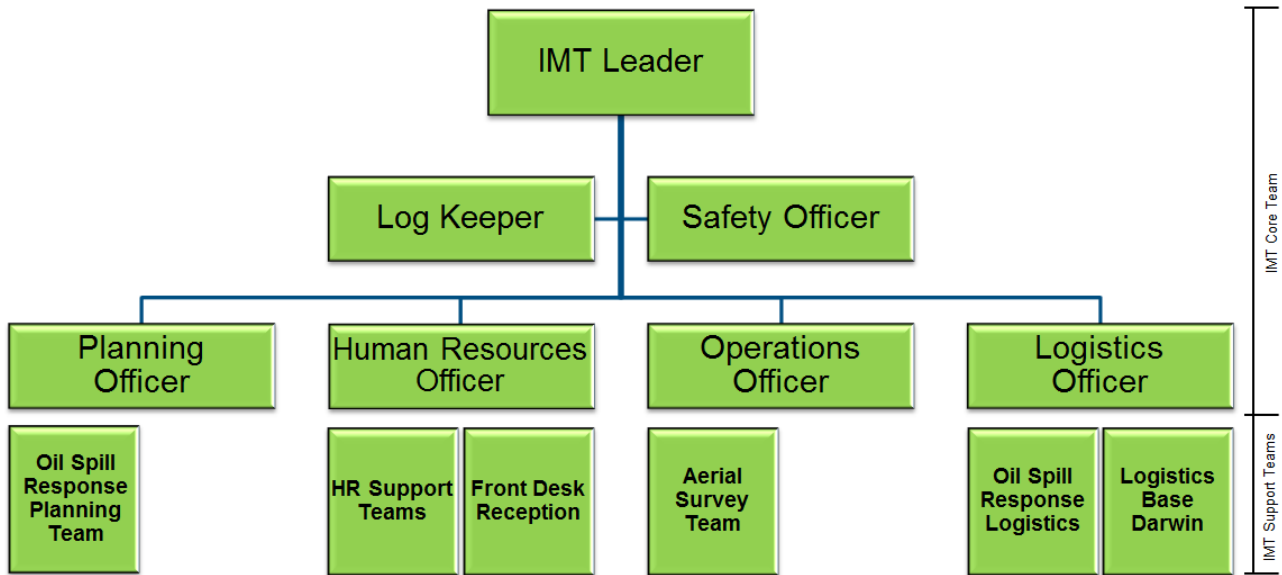 IMT Leader
Log Keeper
Safety Officer
Planning
Officer
Human Resources
Officer
Operations
Officer
Logistics
Officer
Oil Spill
Response
Planning
Team
HR Support
Teams
Front Desk
Reception
Aerial
Survey
Team
Oil Spill
Response
Logistics
Logistics
Base
Darwin
IMT Core Team
IMT Support Teams